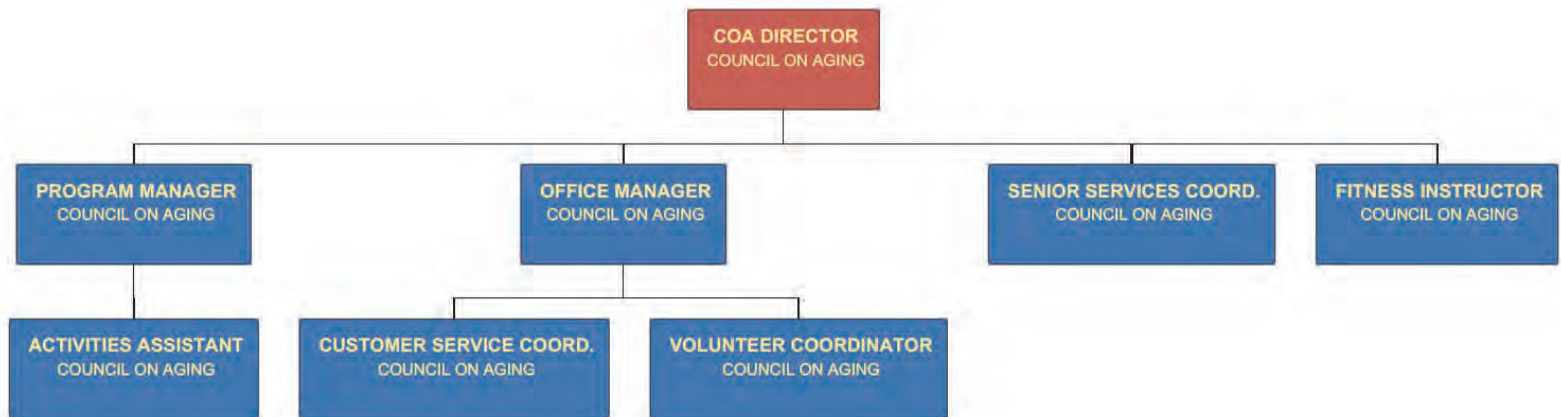 COA DIRECTOR
COUNCIL ON AGING
PROGRAM MANAGER
COUNCIL ON AGING
OFFICE MANAGER
COUNCIL ON AGING
SENIOR SERVICES COORD.
COUNCIL ON AGING
FITNESS INSTRUCTOR
COUNCIL ON AGING
ACTIVITIES ASSISTANT
COUNCIL ON AGING
CUSTOMER SERVICE COORD.
COUNCIL ON AGING
VOLUNTEER COORDINATOR
COUNCIL ON AGING